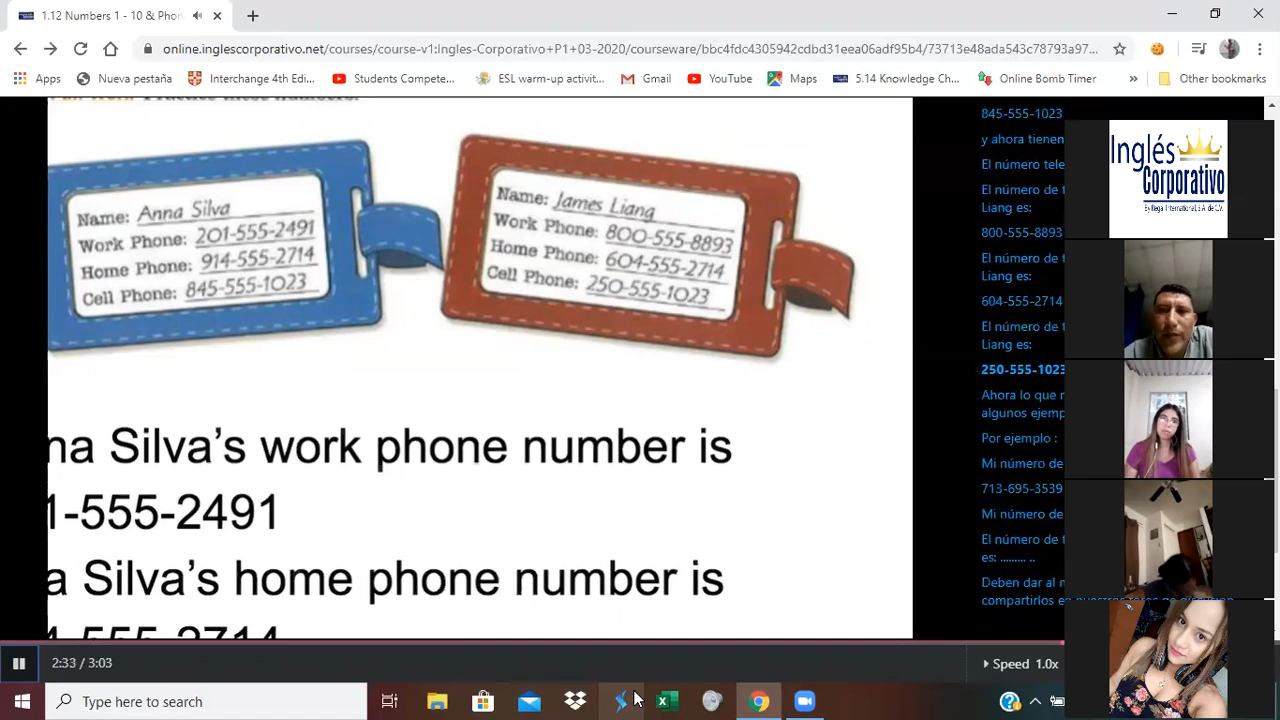 1.12 Numbers 1 - 10 & Phon
online.inglescorporativo.net/courses/course-v1:Ingles-Corporativo+P1+03-2020/courseware/bbc4fdc4305942cdbd31eea06adf95b4/73713e48ada543c78793a97...
Apps Nueva pestaña Interchange 4th Edi... Students Compete... ESL warm-up activit... Gmail YouTube Maps 5.14 Knowledge Ch... Online Bomb Timer » Other bookmarks
Practice these numbers.
Name: Anna Silva
Work Phone: 201-555-2491
Home Phone: 914-555-2714
Cell Phone: 845-555-1023
Name: James Liang
Work Phone: 800-555-8893
Home Phone: 604-555-2714
Cell Phone: 250-555-1023
na Silva's work phone number is
1-555-2491
a Silva's home phone number is
4-555-2714
845-555-1023
y ahora tienen
El número tele
El número de t
Liang es:
800-555-8893
El número de t
Liang es:
604-555-2714
El número de t
Liang es:
250-555-1023
Ahora lo que r
algunos ejemp
Por ejemplo :
Mi número de
713-695-3539
Mi número de
El número de t
es: ......... ..
Deben dar al m
compartirlos e
Inglés
Corporativo
2:33 / 3:03
Speed 1.0x
Type here to search